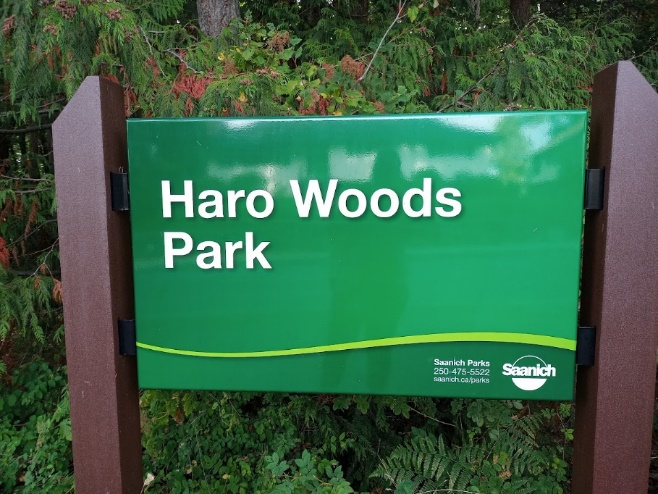 Haro Woods
Park
Saanich Parks
250-475-5522
saanich.ca/parks
Saanich